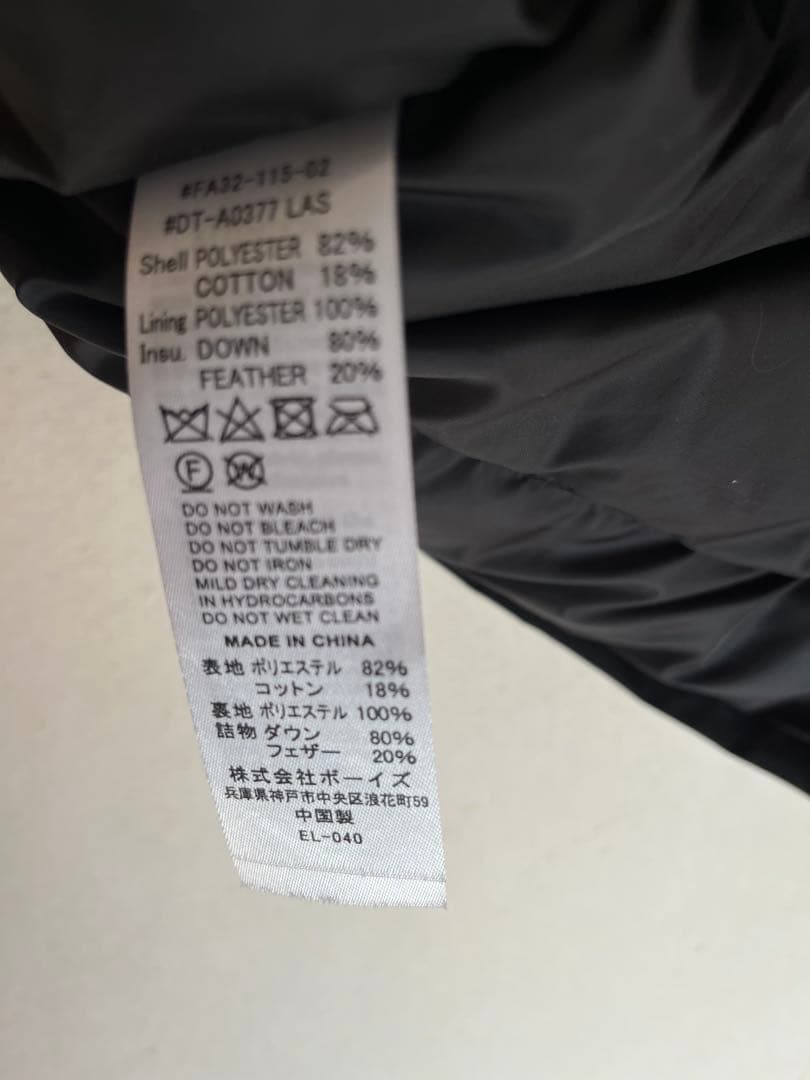 #FA32-115-02
#DT-A0377 LAS
Shell POLYESTER 82%
COTTON 18%
Lining POLYESTER 100%
Insu. DOWN 80%
FEATHER 20%
F W
DO NOT WASH
DO NOT BLEACH
DO NOT TUMBLE DRY
DO NOT IRON
MILD DRY CLEANING
IN HYDROCARBONS
DO NOT WET CLEAN
MADE IN CHINA
表地 ポリエステル 82%
コットン 18%
裏地 ポリエステル 100%
詰物 ダウン 80%
フェザー 20%
株式会社ボーイズ
兵庫県神戸市中央区浪花町59
中国製
EL-040